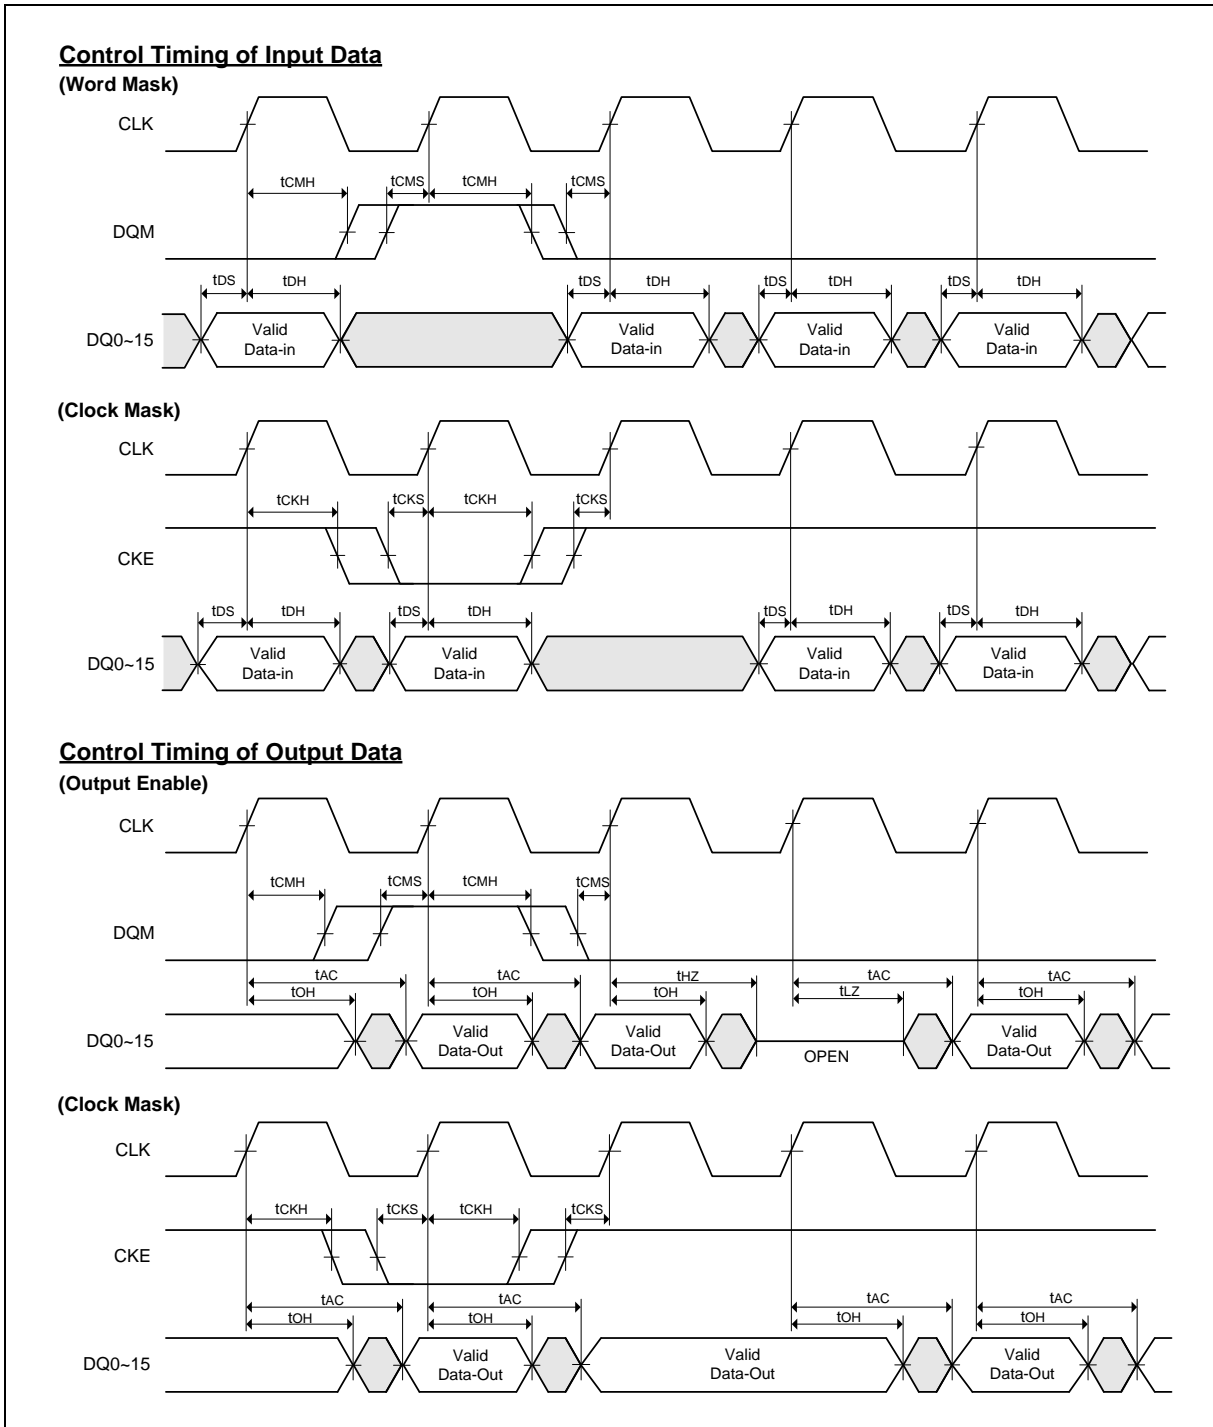 Control Timing of Input Data
(Word Mask)
CLK
tCMH tCMS tCMH tCMS
DQM
tDS tDH tDS tDH tDS tDH tDS tDH
DQ0~15
Valid Data-in
Valid Data-in
Valid Data-in
Valid Data-in
(Clock Mask)
CLK
tCKH tCKS tCKH tCKS
CKE
tDS tDH tDS tDH tDS tDH tDS tDH
DQ0~15
Valid Data-in
Valid Data-in
Valid Data-in
Valid Data-in
Control Timing of Output Data
(Output Enable)
CLK
tCMH tCMS tCMH tCMS
DQM
tAC tAC tHZ tAC tAC
tOH tOH tOH tLZ tOH
DQ0~15
Valid Data-Out
Valid Data-Out
OPEN
Valid Data-Out
(Clock Mask)
CLK
tCKH tCKS tCKH tCKS
CKE
tAC tAC tAC tAC
tOH tOH tOH tOH
DQ0~15
Valid Data-Out
Valid Data-Out
Valid Data-Out